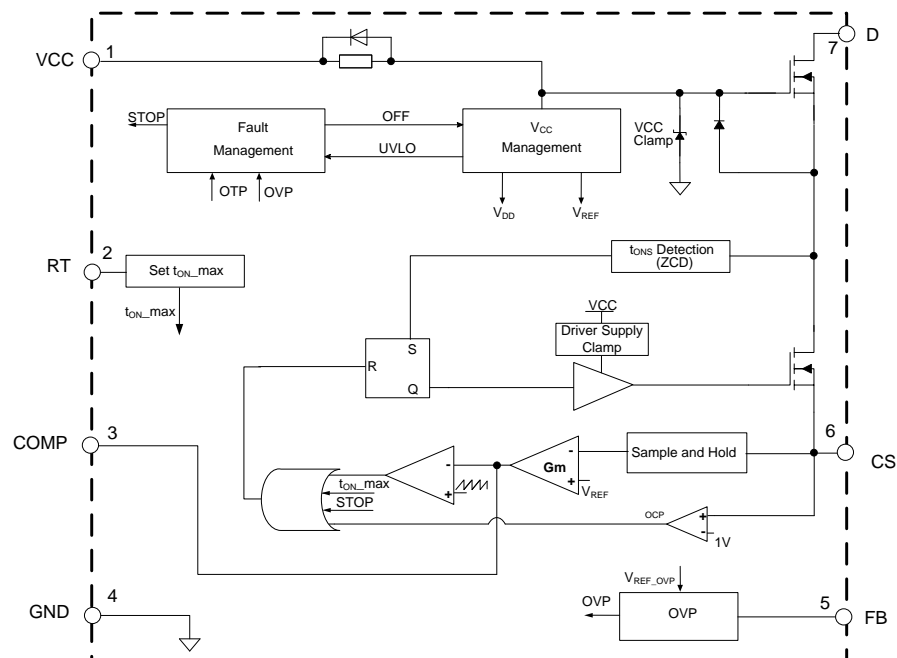 D
7
1
VCC
STOP
Fault
Management
OFF
UVLO
VCC
Management
VCC
Clamp
OTP
OVP
VDD
VREF
2
RT
Set tON_max
tON_max
tONS Detection
(ZCD)
VCC
Driver Supply
Clamp
S
R
Q
3
COMP
6
CS
Sample and Hold
-
Gm
+
VREF
-
+
tON_max
STOP
OCP
+
-
1V
4
GND
VREF_OVP
OVP
OVP
5
FB